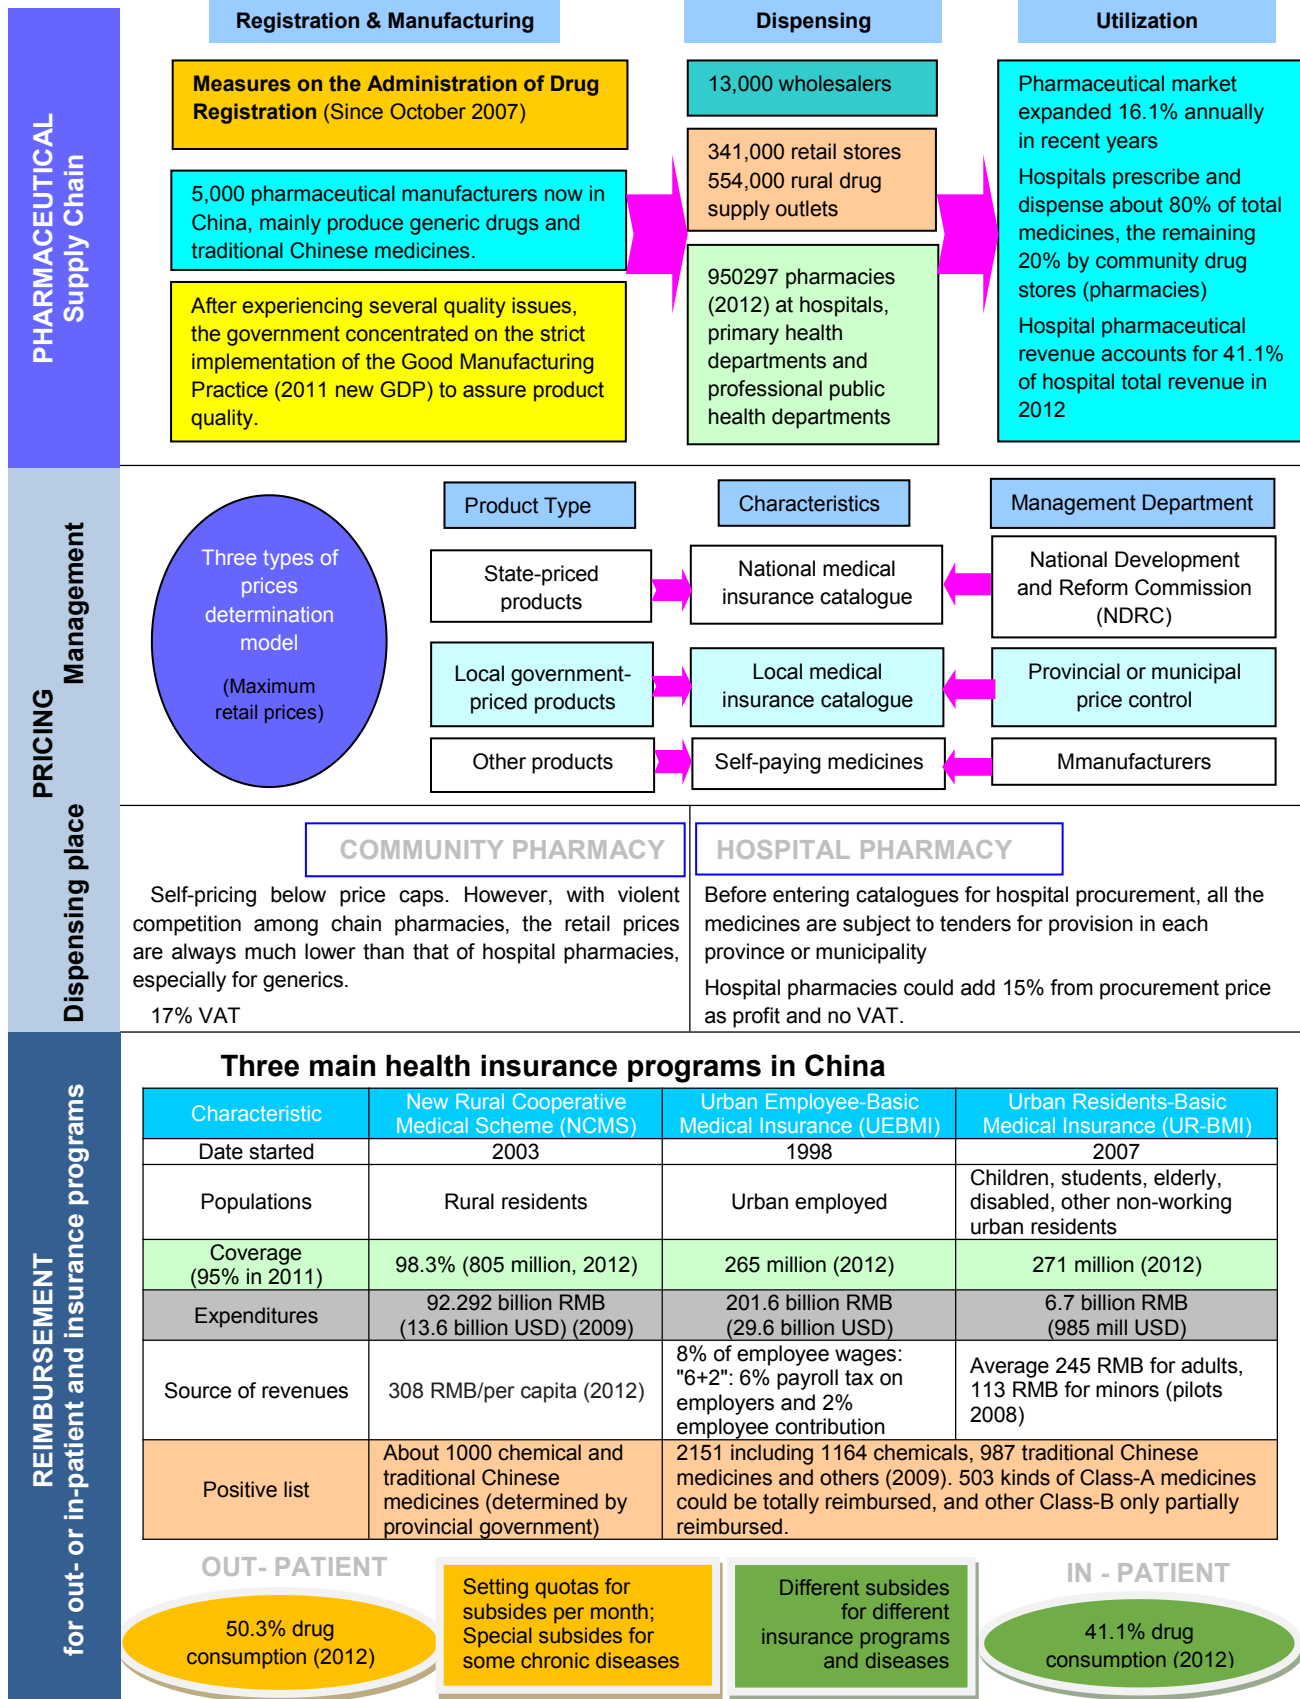 Registration & Manufacturing
Dispensing
Utilization
PHARMACEUTICAL
Supply Chain
Measures on the Administration of Drug
Registration (Since October 2007)
5,000 pharmaceutical manufacturers now in
China, mainly produce generic drugs and
traditional Chinese medicines.
After experiencing several quality issues,
the government concentrated on the strict
implementation of the Good Manufacturing
Practice (2011 new GDP) to assure product
quality.
13,000 wholesalers
341,000 retail stores
554,000 rural drug
supply outlets
950297 pharmacies
(2012) at hospitals,
primary health
departments and
professional public
health departments
Pharmaceutical market
expanded 16.1% annually
in recent years
Hospitals prescribe and
dispense about 80% of total
medicines, the remaining
20% by community drug
stores (pharmacies)
Hospital pharmaceutical
revenue accounts for 41.1%
of hospital total revenue in
2012
PRICING
Management
Three types of
prices
determination
model
(Maximum
retail prices)
Product Type
Characteristics
Management Department
State-priced
products
National medical
insurance catalogue
National Development
and Reform Commission
(NDRC)
Local government-
priced products
Local medical
insurance catalogue
Provincial or municipal
price control
Other products
Self-paying medicines
Mmanufacturers
Dispensing place
COMMUNITY PHARMACY
Self-pricing below price caps. However, with violent
competition among chain pharmacies, the retail prices
are always much lower than that of hospital pharmacies,
especially for generics.
17% VAT
HOSPITAL PHARMACY
Before entering catalogues for hospital procurement, all the
medicines are subject to tenders for provision in each
province or municipality
Hospital pharmacies could add 15% from procurement price
as profit and no VAT.
REIMBURSEMENT
for out- or in-patient and insurance programs
Three main health insurance programs in China
Characteristic
New Rural Cooperative
Medical Scheme (NCMS)
Urban Employee-Basic
Medical Insurance (UEBMI)
Urban Residents-Basic
Medical Insurance (UR-BMI)
Date started
2003
1998
2007
Populations
Rural residents
Urban employed
Children, students, elderly,
disabled, other non-working
urban residents
Coverage
(95% in 2011)
98.3% (805 million, 2012)
265 million (2012)
271 million (2012)
Expenditures
92.292 billion RMB
(13.6 billion USD) (2009)
201.6 billion RMB
(29.6 billion USD)
6.7 billion RMB
(985 mill USD)
Source of revenues
308 RMB/per capita (2012)
8% of employee wages:
"6+2": 6% payroll tax on
employers and 2%
employee contribution
Average 245 RMB for adults,
113 RMB for minors (pilots
2008)
Positive list
About 1000 chemical and
traditional Chinese
medicines (determined by
provincial government)
2151 including 1164 chemicals, 987 traditional Chinese
medicines and others (2009). 503 kinds of Class-A medicines
could be totally reimbursed, and other Class-B only partially
reimbursed.
OUT- PATIENT
50.3% drug
consumption (2012)
Setting quotas for
subsides per month;
Special subsides for
some chronic diseases
Different subsides
for different
insurance programs
and diseases
IN - PATIENT
41.1% drug
consumption (2012)